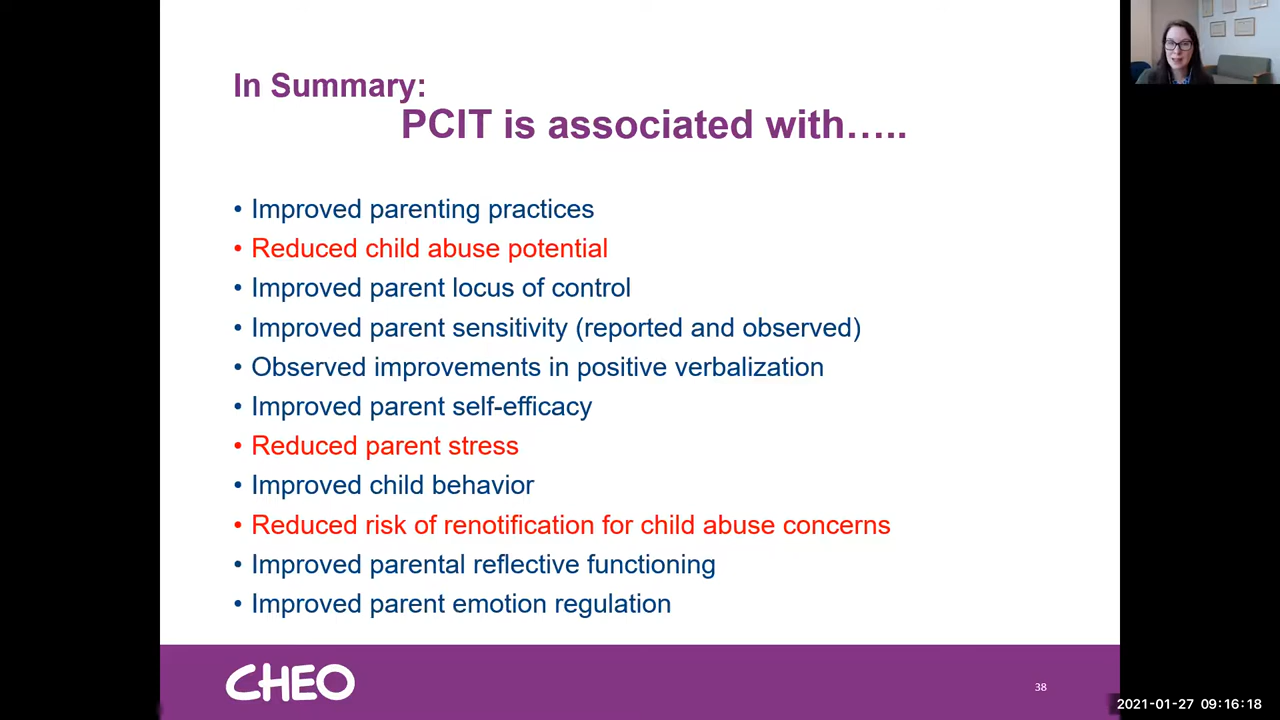 In Summary:
PCIT is associated with.....
• Improved parenting practices
• Reduced child abuse potential
• Improved parent locus of control
• Improved parent sensitivity (reported and observed)
• Observed improvements in positive verbalization
• Improved parent self-efficacy
• Reduced parent stress
• Improved child behavior
• Reduced risk of renotification for child abuse concerns
• Improved parental reflective functioning
• Improved parent emotion regulation
CHEO
38
2021-01-27 09:16:18